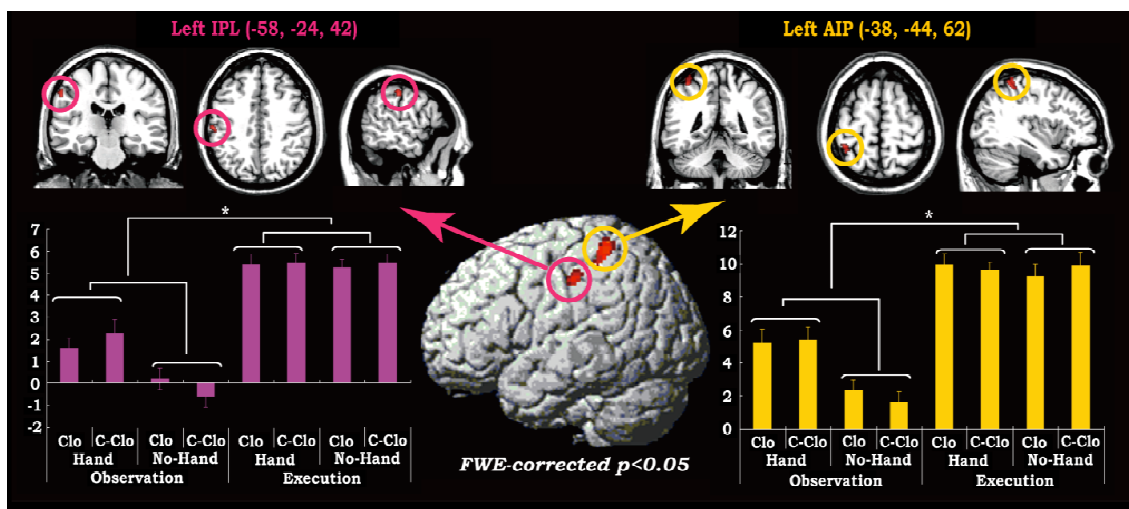 Left IPL (-58, -24, 42)
Left AIP (-38, -44, 62)
*
7
6
5
4
3
2
1
0
-1
-2
Clo C-Clo Clo C-Clo Clo C-Clo Clo C-Clo
Hand No-Hand Hand No-Hand
Observation Execution
FWE-corrected p<0.05
*
12
10
8
6
4
2
0
Clo C-Clo Clo C-Clo Clo C-Clo Clo C-Clo
Hand No-Hand Hand No-Hand
Observation Execution